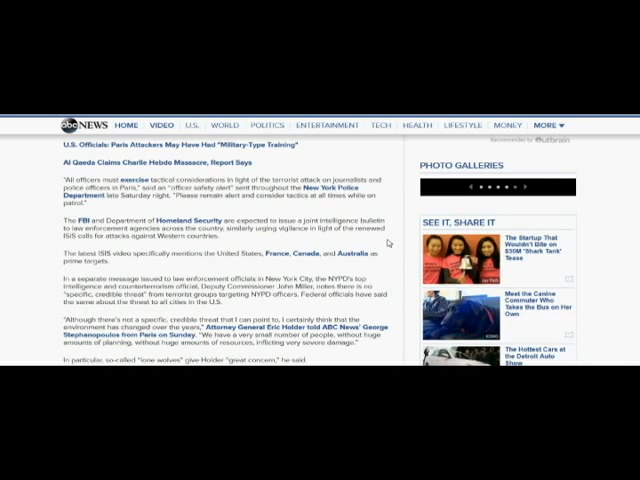 abc NEWS HOME VIDEO U.S. WORLD POLITICS ENTERTAINMENT TECH HEALTH LIFESTYLE MONEY MORE
U.S. Officials: Paris Attackers May Have Had "Military-Type Training"
Al Qaeda Claims Charlie Hebdo Massacre, Report Says
"All officers must exercise tactical considerations in light of the terrorist attack on journalists and
police officers in Paris," said an "officer safety alert" sent throughout the New York Police
Department late Saturday night. "Please remain alert and consider tactics at all times while on
patrol."
The FBI and Department of Homeland Security are expected to issue a joint intelligence bulletin
to law enforcement agencies across the country, similarly urging vigilance in light of the renewed
ISIS calls for attacks against Western countries.
The latest ISIS video specifically mentions the United States, France, Canada, and Australia as
prime targets.
In a separate message issued to law enforcement officials in New York City, the NYPD's top
intelligence and counterterrorism official, Deputy Commissioner John Miller, notes there is no
"specific, credible threat" from terrorist groups targeting NYPD officers. Federal officials have said
the same about the threat to all cities in the U.S.
"Although there's not a specific, credible threat that I can point to, I certainly think that the
environment has changed over the years," Attorney General Eric Holder told ABC News' George
Stephanopoulos from Paris on Sunday. "We have a very small number of people, without huge
amounts of planning, without huge amounts of resources, inflicting very severe damage."
In particular, so-called "lone wolves" give Holder "great concern," he said.
Recommended by Outbrain
PHOTO GALLERIES
SEE IT, SHARE IT
The Startup That
Wouldn't Bite on
$30M "Shark Tank"
Tease
Meet the Canine
Commuter Who
Takes the Bus on Her
Own
The Hottest Cars at
the Detroit Auto
Show